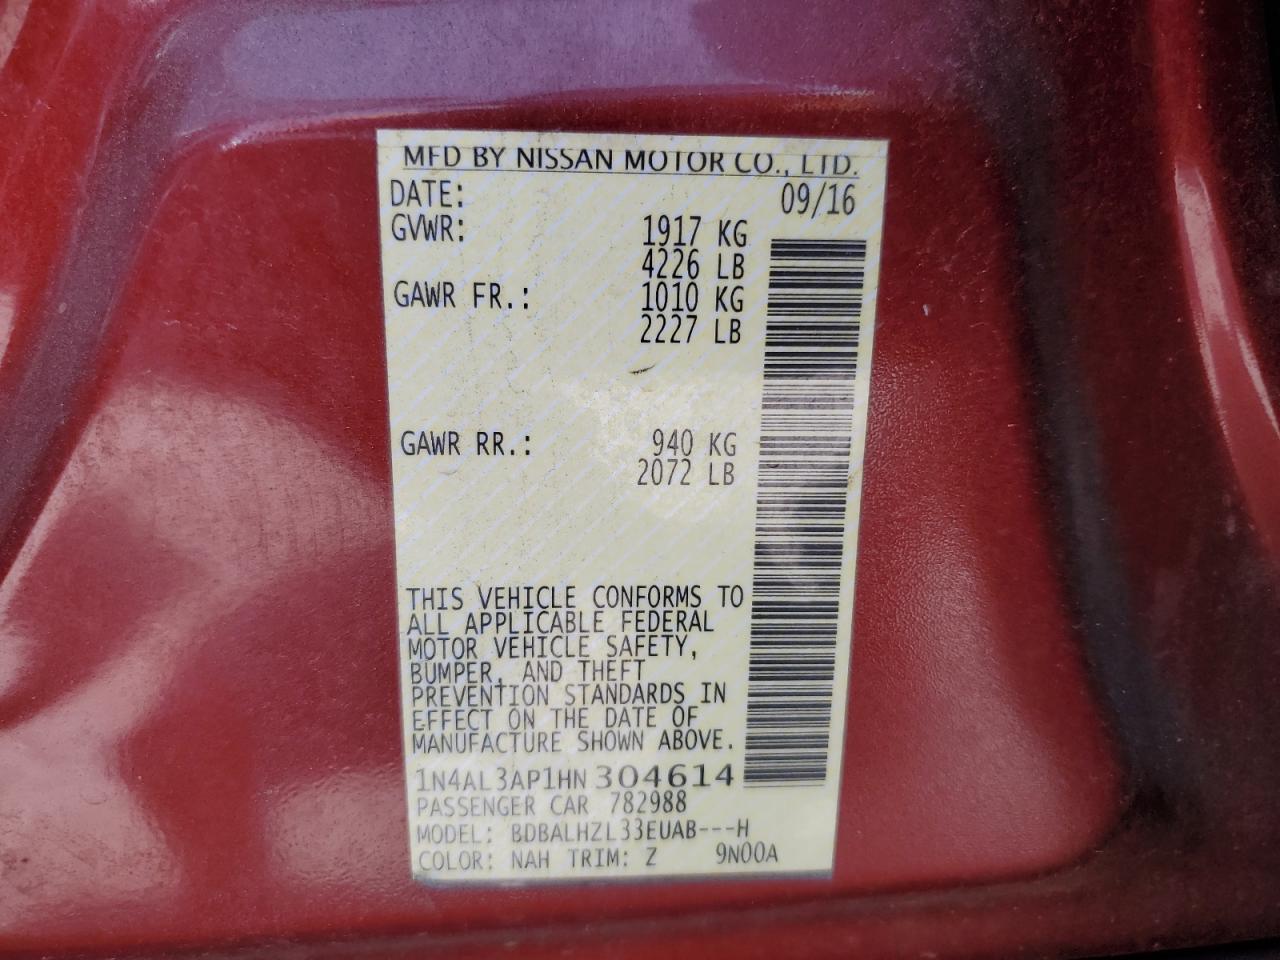 MFD BY NISSAN MOTOR CO., LTD.
DATE: 09/16
GVWR: 1917 KG
4226 LB
GAWR FR.: 1010 KG
2227 LB
GAWR RR.: 940 KG
2072 LB
THIS VEHICLE CONFORMS TO
ALL APPLICABLE FEDERAL
MOTOR VEHICLE SAFETY,
BUMPER, AND THEFT
PREVENTION STANDARDS IN
EFFECT ON THE DATE OF
MANUFACTURE SHOWN ABOVE.
1N4AL3AP1HN 304614
PASSENGER CAR 782988
MODEL: BDBALHZL33EUAB---H
COLOR: NAH TRIM: Z 9N00A